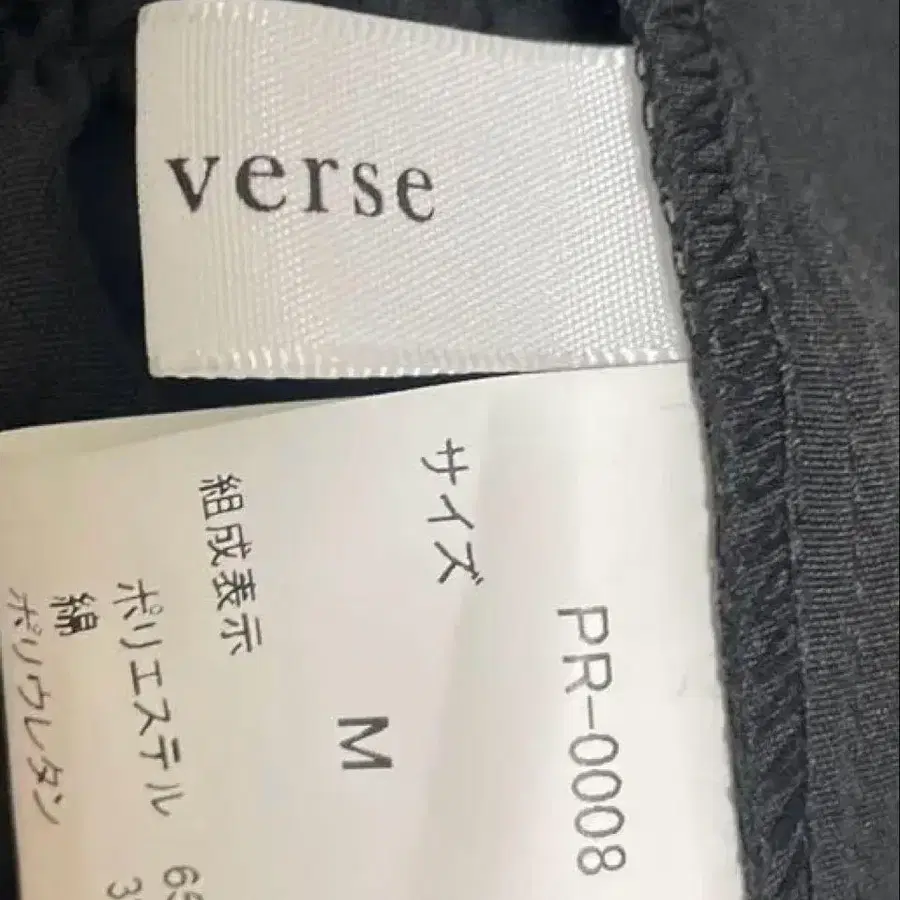 verse
PR-0008
サイズ
M
組成表示
ポリエステル
綿
ポリウレタン